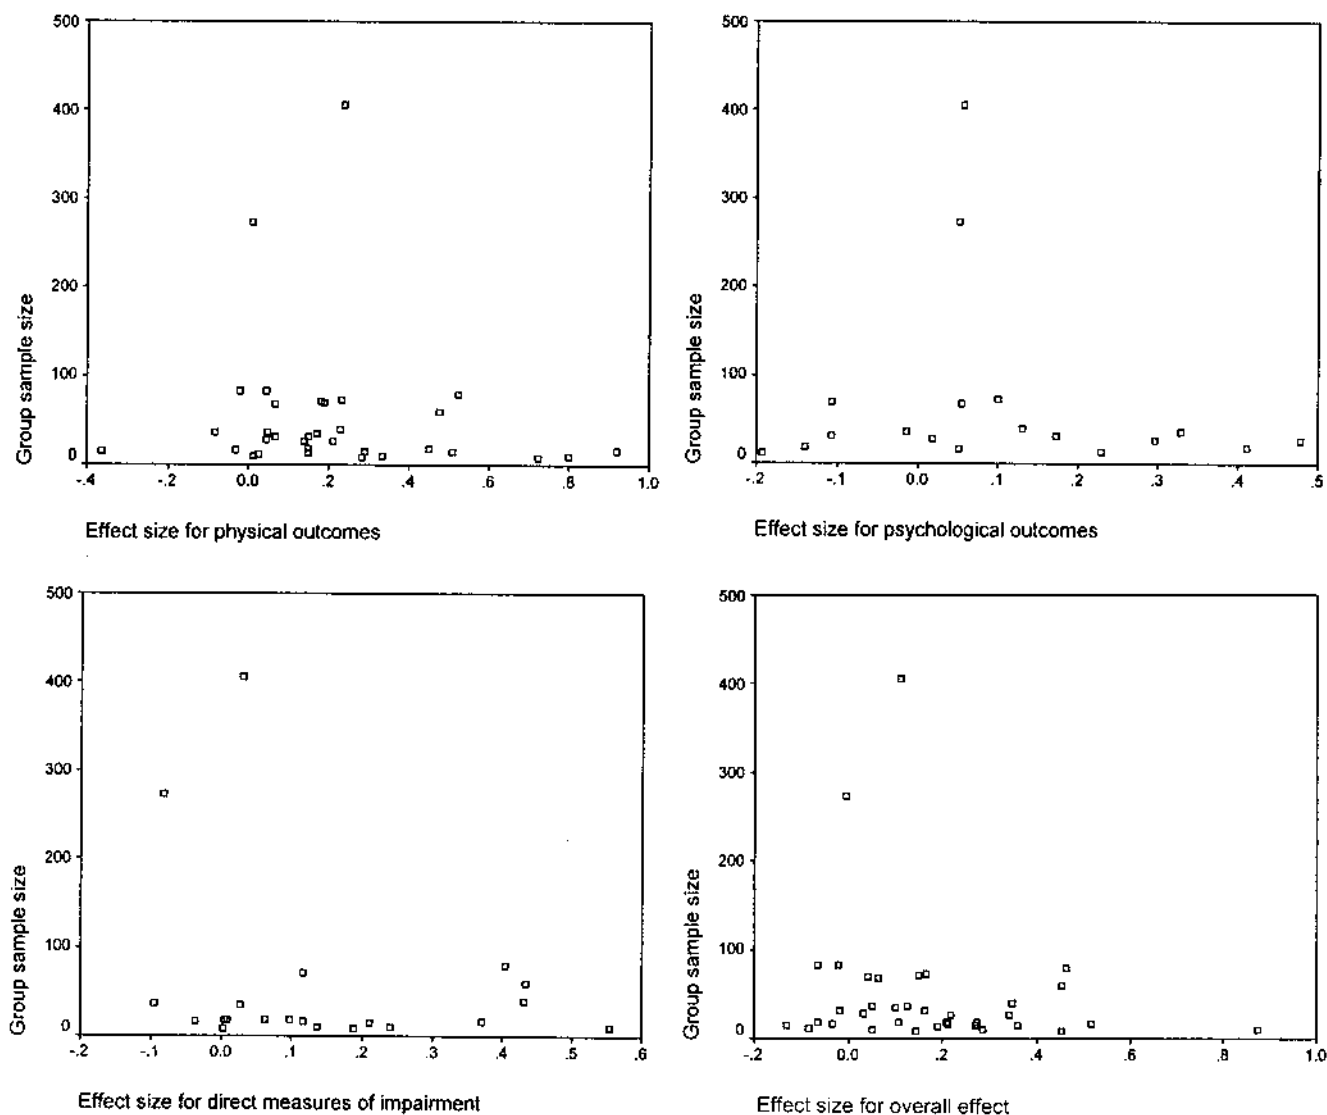 500
400
300
200
100
0
Group sample size
-.4 -.2 0.0 .2 .4 .6 .8 1.0
Effect size for physical outcomes
500
400
300
200
100
0
Group sample size
-.2 -.1 0.0 .1 .2 .3 .4 .5
Effect size for psychological outcomes
500
400
300
200
100
0
Group sample size
-.2 -.1 0.0 .1 .2 .3 .4 .5 .6
Effect size for direct measures of impairment
500
400
300
200
100
0
Group sample size
-.2 0.0 .2 .4 .6 .8 1.0
Effect size for overall effect